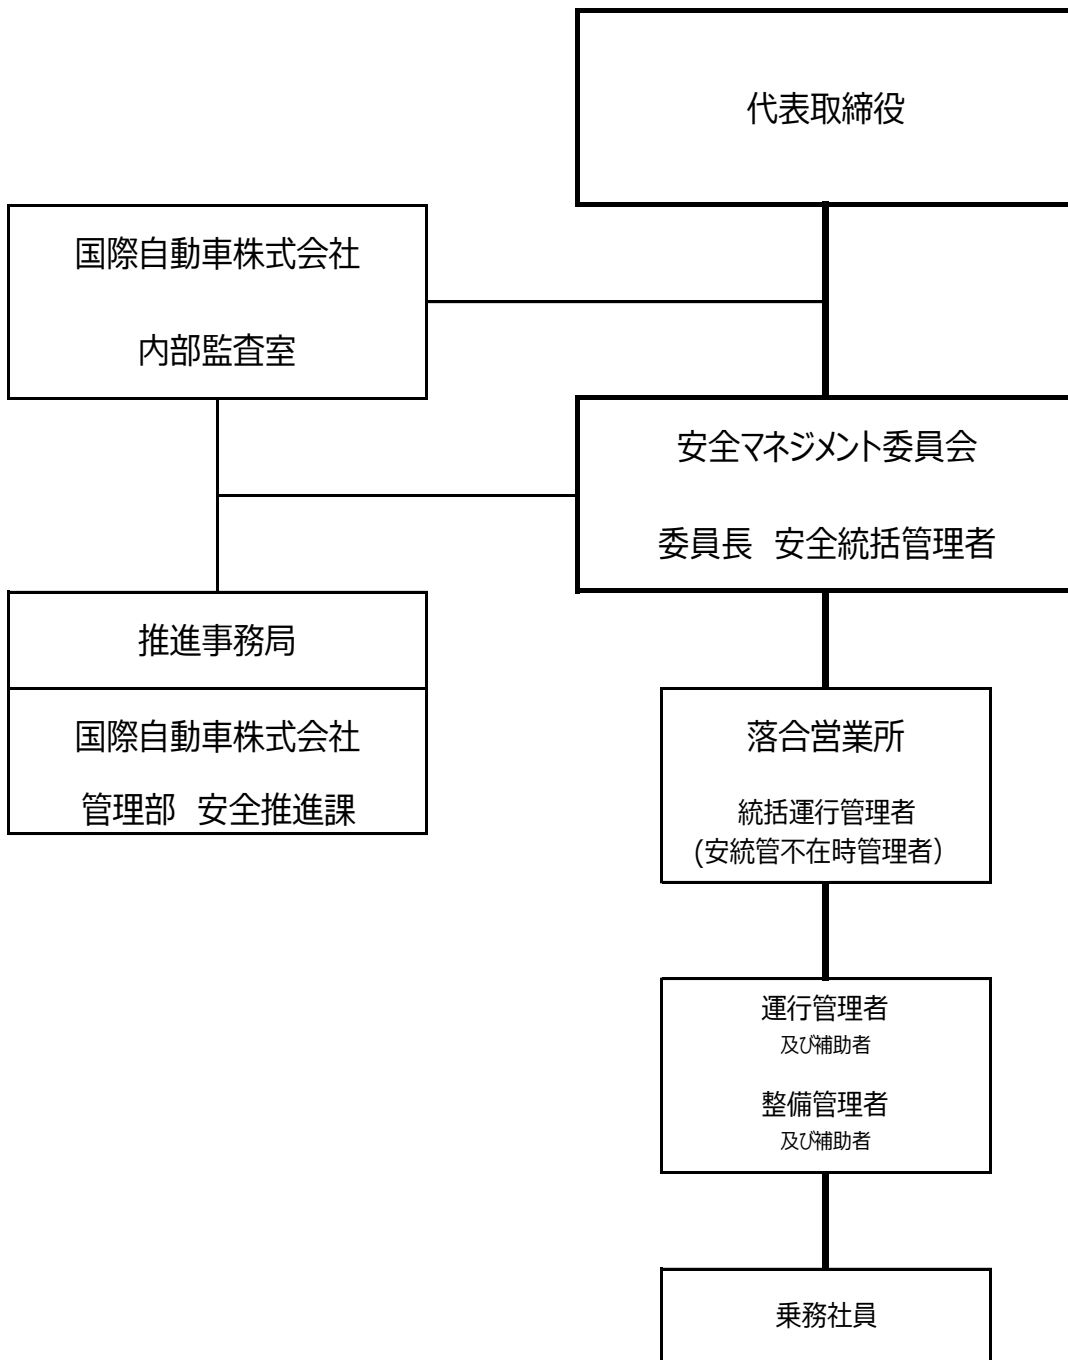 代表取締役
国際自動車株式会社
内部監査室
安全マネジメント委員会
委員長 安全統括管理者
推進事務局
国際自動車株式会社
管理部 安全推進課
落合営業所
統括運行管理者
(安統管不在時管理者）
運行管理者
及び補助者
整備管理者
及び補助者
乗務社員